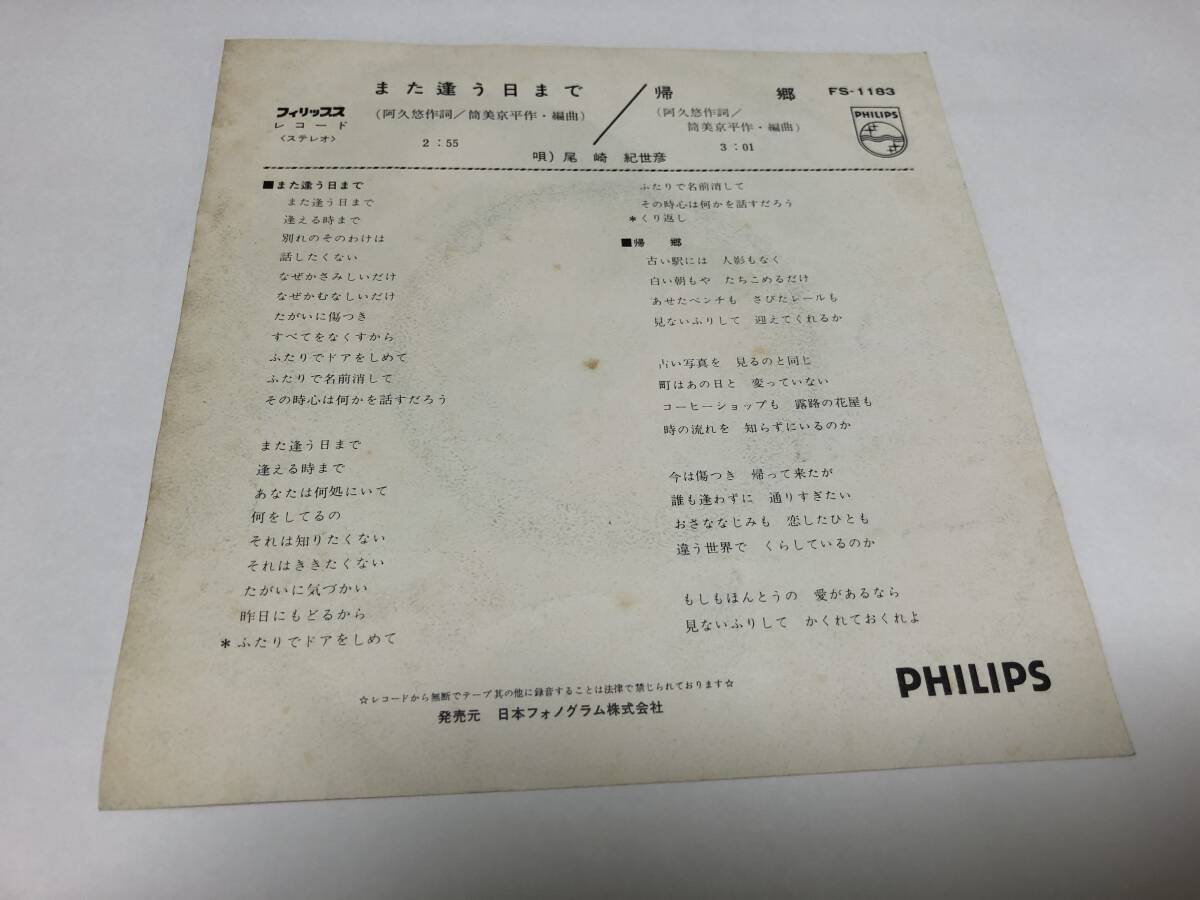 また逢う日まで
帰郷
FS-1183
フィリップス
レコード
〈ステレオ〉
(阿久悠作詞/筒美京平作・編曲)
2:55
(阿久悠作詞/
筒美京平作・編曲)
3:01
PHILIPS
唄)尾崎紀世彦
■また逢う日まで
また逢う日まで
逢える時まで
別れのそのわけは
話したくない
なぜかさみしいだけ
なぜかむなしいだけ
たがいに傷つき
すべてをなくすから
ふたりでドアをしめて
ふたりで名前消して
その時心は何かを話すだろう
また逢う日まで
逢える時まで
あなたは何処にいて
何をしてるの
それは知りたくない
それはききたくない
たがいに気づかい
昨日にもどるから
*ふたりでドアをしめて
ふたりで名前消して
その時心は何かを話すだろう
*くり返し
■帰郷
古い駅には 人影もなく
白い朝もや たちこめるだけ
あせたベンチも さびたレールも
見ないふりして 迎えてくれるか
古い写真を 見るのと同じ
町はあの日と 変っていない
コーヒーショップも 露路の花屋も
時の流れを 知らずにいるのか
今は傷つき 帰って来たが
誰も逢わずに 通りすぎたい
おさななじみも 恋したひとも
違う世界で くらしているのか
もしもほんとうの 愛があるなら
見ないふりして かくれておくれよ
PHILIPS
☆レコードから無断でテープ其の他に録音することは法律で禁じられております☆
発売元 日本フォノグラム株式会社